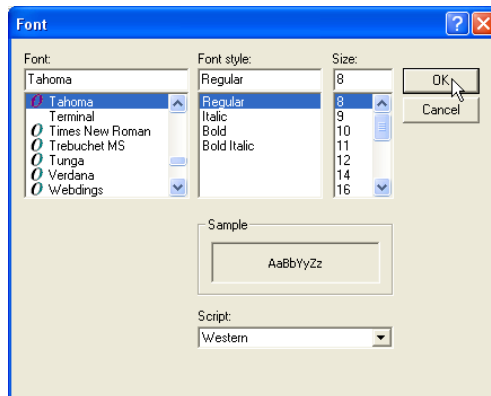 Font
Font: Font style: Size:
Tahoma Regular 8
Tahoma Regular 8
Terminal Italic 9
Times New Roman Bold 10
Trebuchet MS Bold Italic 11
Tunga 12
Verdana 14
Webdings 16
OK
Cancel
Sample
AaBbYyZz
Script:
Western